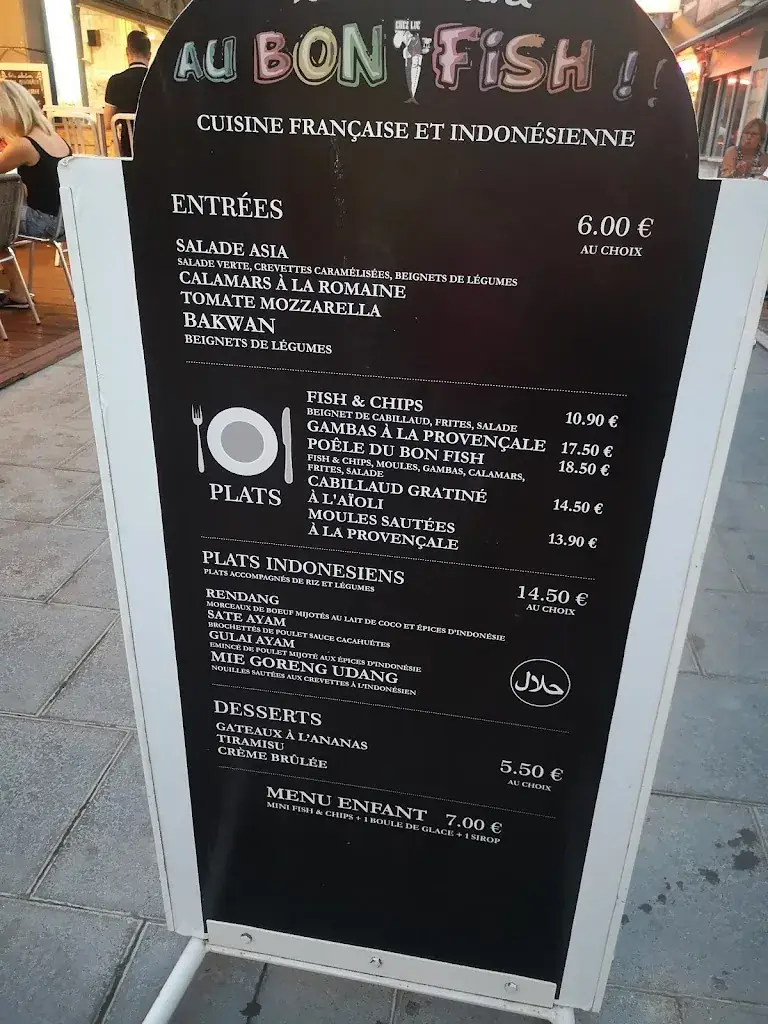 AU BON FiSH !!
CHEZ LUC
CUISINE FRANÇAISE ET INDONÉSIENNE
ENTRÉES
6.00 €
AU CHOIX
SALADE ASIA
SALADE VERTE, CREVETTES CARAMÉLISÉES, BEIGNETS DE LÉGUMES
CALAMARS À LA ROMAINE
TOMATE MOZZARELLA
BAKWAN
BEIGNETS DE LÉGUMES
PLATS
FISH & CHIPS 10.90 €
BEIGNET DE CABILLAUD, FRITES, SALADE
GAMBAS À LA PROVENÇALE 17.50 €
POÊLE DU BON FISH 18.50 €
FISH & CHIPS, MOULES, GAMBAS, CALAMARS,
FRITES, SALADE
CABILLAUD GRATINÉ
À L'AÏOLI 14.50 €
MOULES SAUTÉES
À LA PROVENÇALE 13.90 €
PLATS INDONESIENS
PLATS ACCOMPAGNÉS DE RIZ ET LÉGUMES
14.50 €
AU CHOIX
RENDANG
MORCEAUX DE BOEUF MIJOTÉS AU LAIT DE COCO ET ÉPICES D'INDONÉSIE
SATE AYAM
BROCHETTES DE POULET SAUCE CACAHUÉTES
GULAI AYAM
EMINCÉ DE POULET MIJOTÉ AUX ÉPICES D'INDONÉSIE
MIE GORENG UDANG
NOUILLES SAUTÉES AUX CREVETTES À L'INDONÉSIEN
حلال
DESSERTS
GATEAUX À L'ANANAS
TIRAMISU
CRÈME BRÛLÉE
5.50 €
AU CHOIX
MENU ENFANT 7.00 €
MINI FISH & CHIPS + 1 BOULE DE GLACE + 1 SIROP